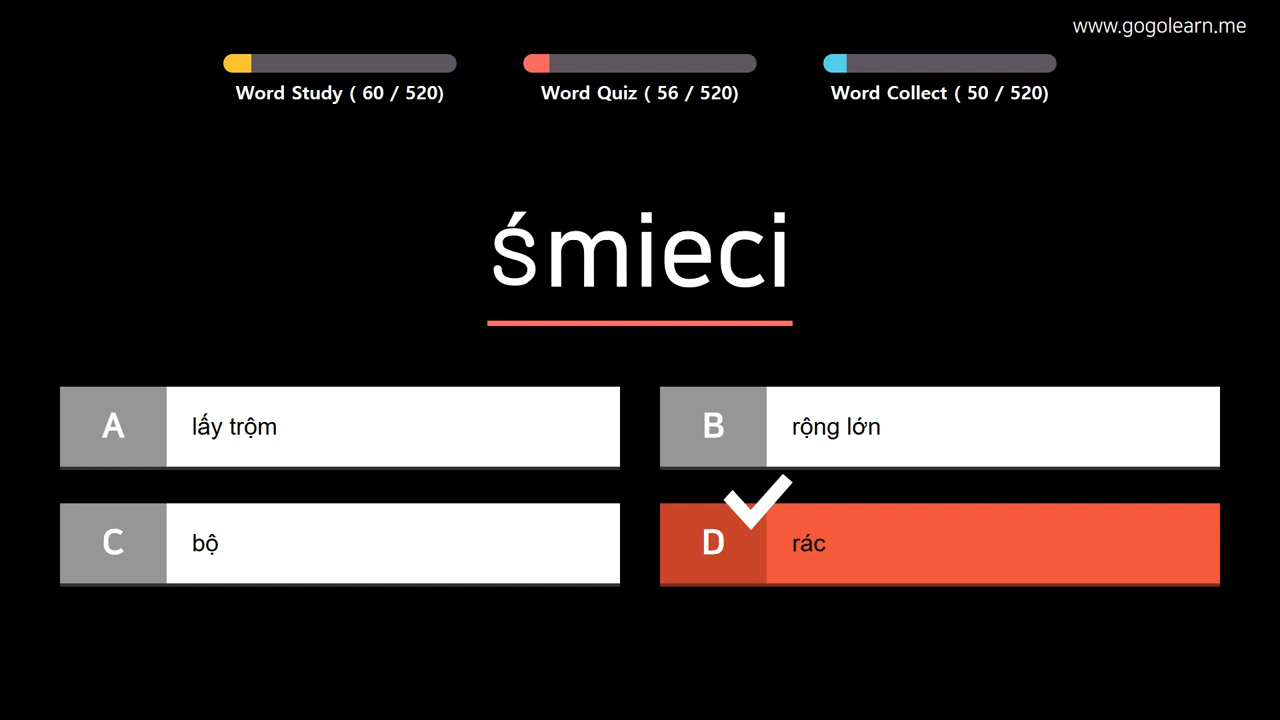 www.gogolearn.me
Word Study ( 60 / 520)
Word Quiz ( 56 / 520)
Word Collect ( 50 / 520)
śmieci
A lấy trộm
B rộng lớn
C bộ
D rác